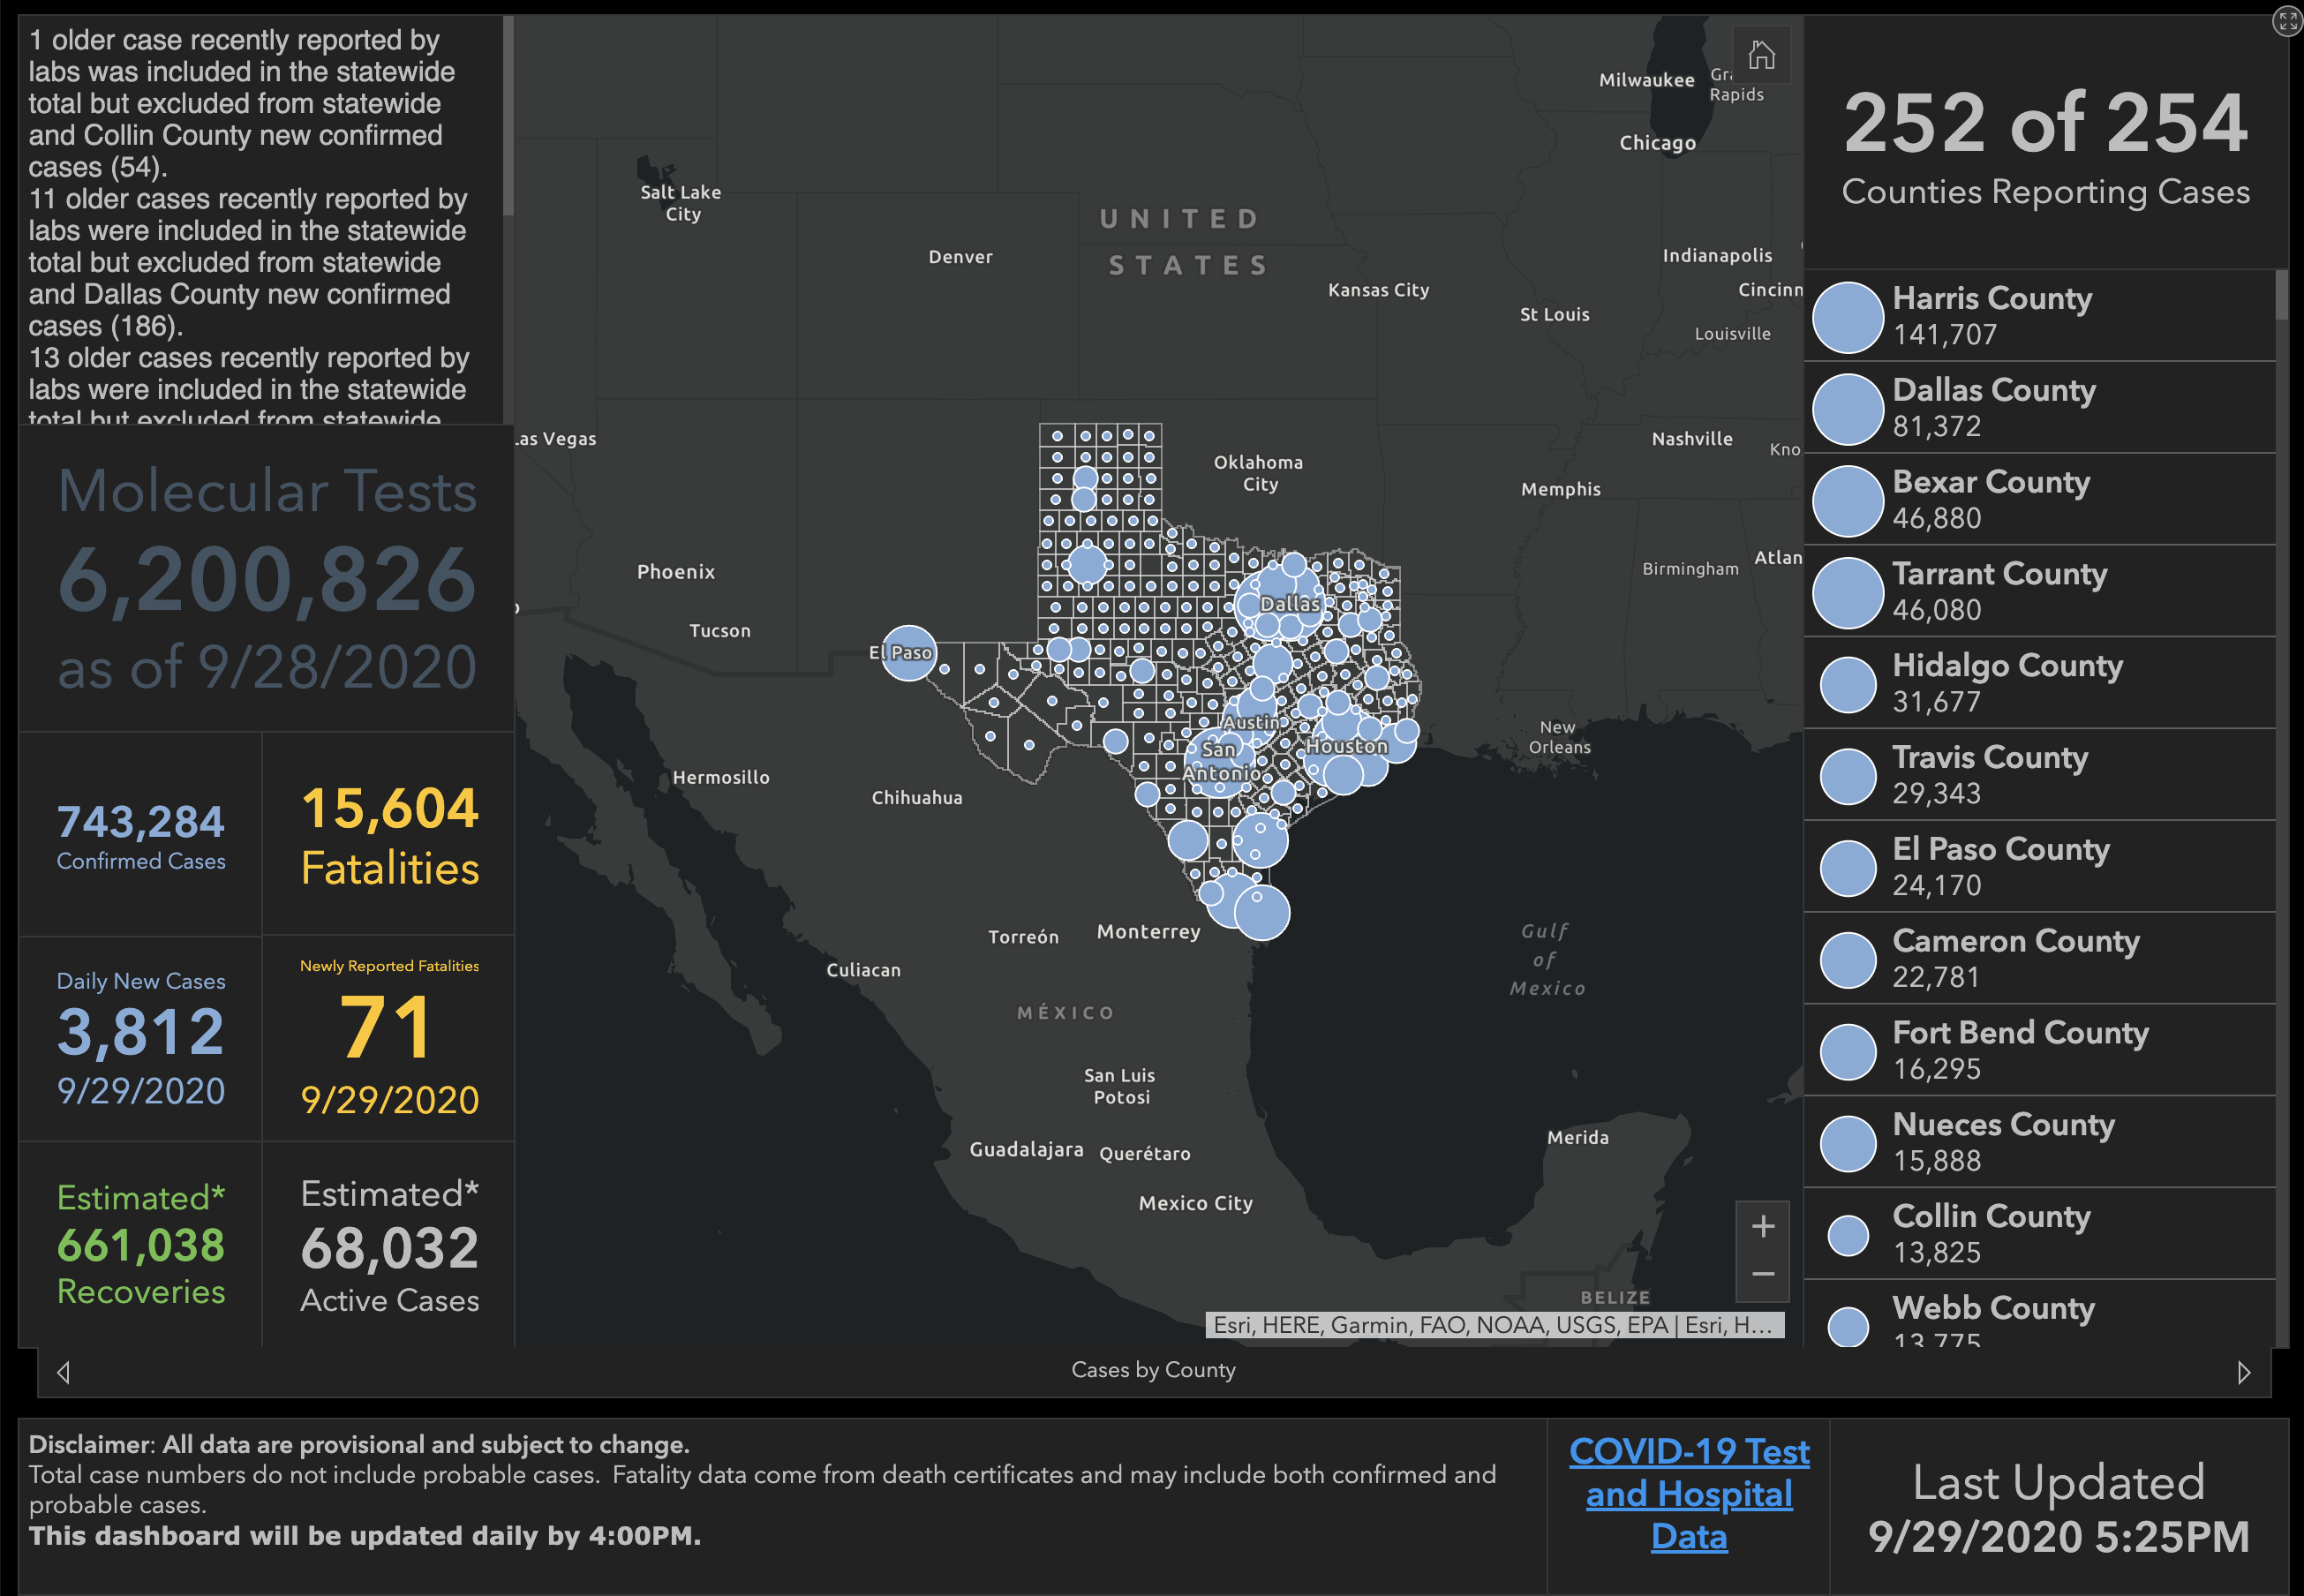 1 older case recently reported by
labs was included in the statewide
total but excluded from statewide
and Collin County new confirmed
cases (54).
11 older cases recently reported by
labs were included in the statewide
total but excluded from statewide
and Dallas County new confirmed
cases (186).
13 older cases recently reported by
labs were included in the statewide
total but excluded from statewide
Molecular Tests
6,200,826
as of 9/28/2020
743,284
Confirmed Cases
15,604
Fatalities
Daily New Cases
3,812
9/29/2020
Newly Reported Fatalities
71
9/29/2020
Estimated*
661,038
Recoveries
Estimated*
68,032
Active Cases
Milwaukee
Rapids
Chicago
Salt Lake
City
UNITED
STATES
Denver
Indianapolis
Kansas City
St Louis
Louisville
Las Vegas
Nashville
Oklahoma
City
Memphis
Phoenix
Birmingham
Tucson
Dallas
El Paso
Austin
San
Antonio
Houston
New
Orleans
Hermosillo
Chihuahua
Torreón
Monterrey
Culiacan
Gulf
of
Mexico
MÉXICO
San Luis
Potosi
Guadalajara
Querétaro
Merida
Mexico City
BELIZE
+
−
Esri, HERE, Garmin, FAO, NOAA, USGS, EPA | Esri, H...
252 of 254
Counties Reporting Cases
Harris County
141,707
Dallas County
81,372
Bexar County
46,880
Tarrant County
46,080
Hidalgo County
31,677
Travis County
29,343
El Paso County
24,170
Cameron County
22,781
Fort Bend County
16,295
Nueces County
15,888
Collin County
13,825
Webb County
13,775
Cases by County
Disclaimer: All data are provisional and subject to change.
Total case numbers do not include probable cases. Fatality data come from death certificates and may include both confirmed and
probable cases.
This dashboard will be updated daily by 4:00PM.
COVID-19 Test
and Hospital
Data
Last Updated
9/29/2020 5:25PM